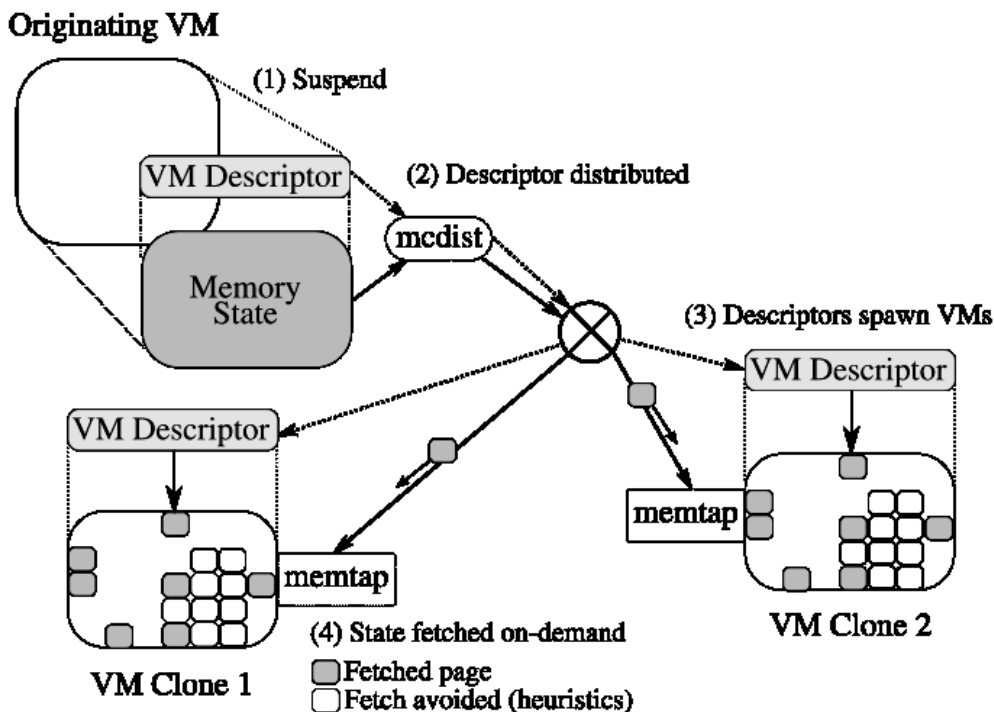 Originating VM
(1) Suspend
VM Descriptor
(2) Descriptor distributed
mcdist
Memory
State
(3) Descriptors spawn VMs
VM Descriptor
VM Descriptor
memtap
memtap
(4) State fetched on-demand
VM Clone 2
VM Clone 1
Fetched page
Fetch avoided (heuristics)